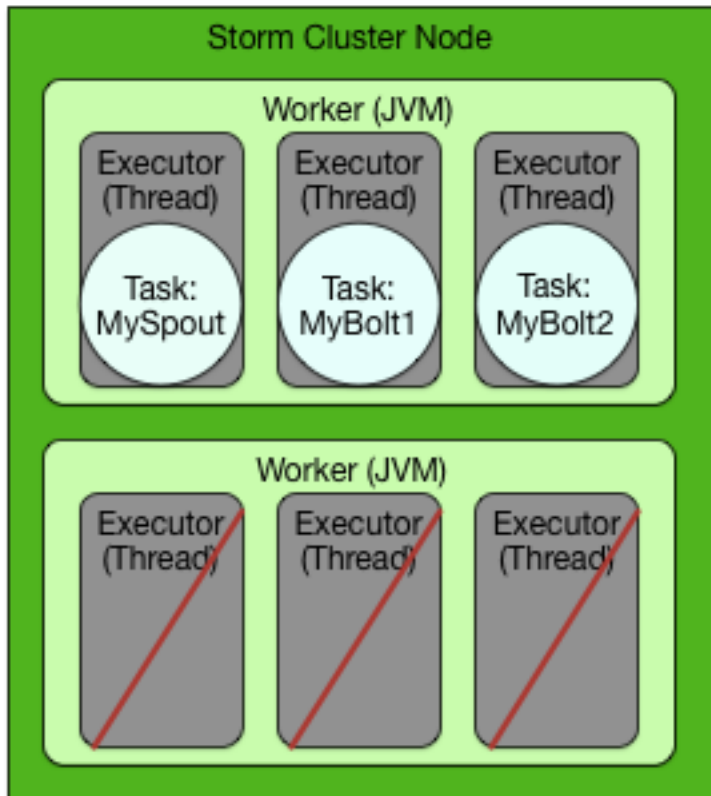 Storm Cluster Node
Worker (JVM)
Executor
(Thread)
Task:
MySpout
Executor
(Thread)
Task:
MyBolt1
Executor
(Thread)
Task:
MyBolt2
Worker (JVM)
Executor
(Thread)
Executor
(Thread)
Executor
(Thread)